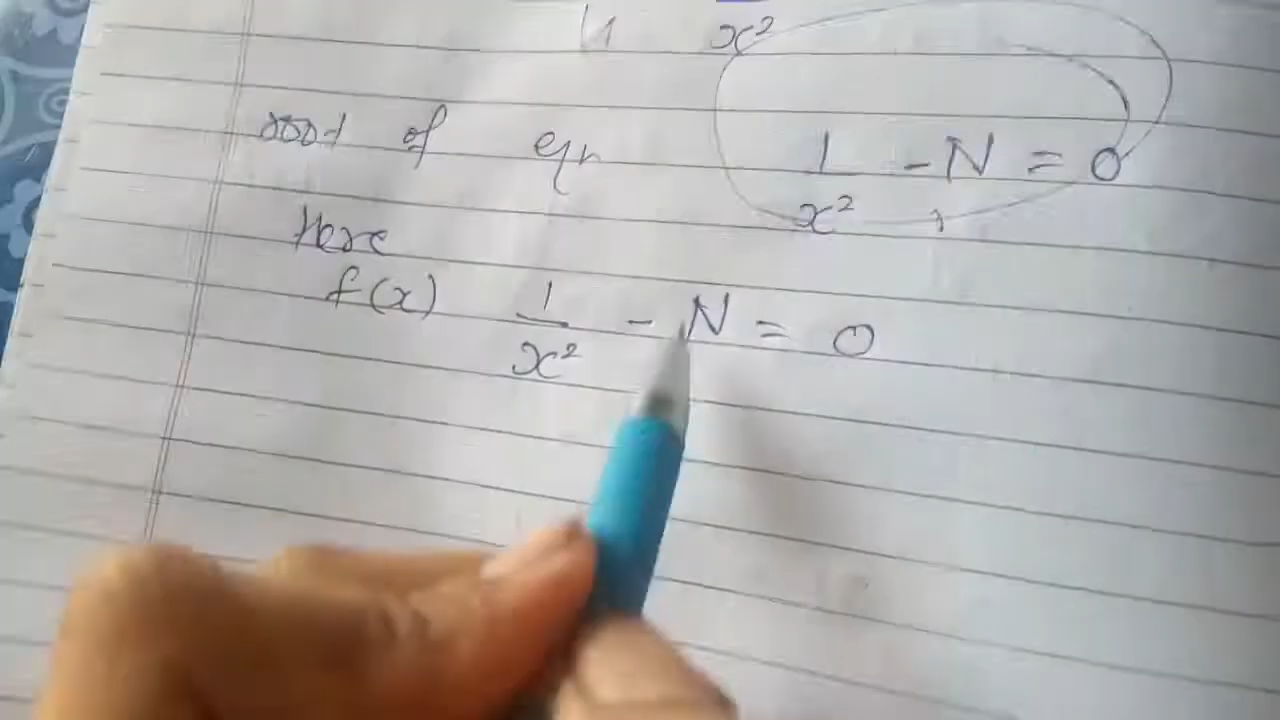 x²
root of eqn 1/x² - N = 0
Here
f(x) 1/x² - N = 0